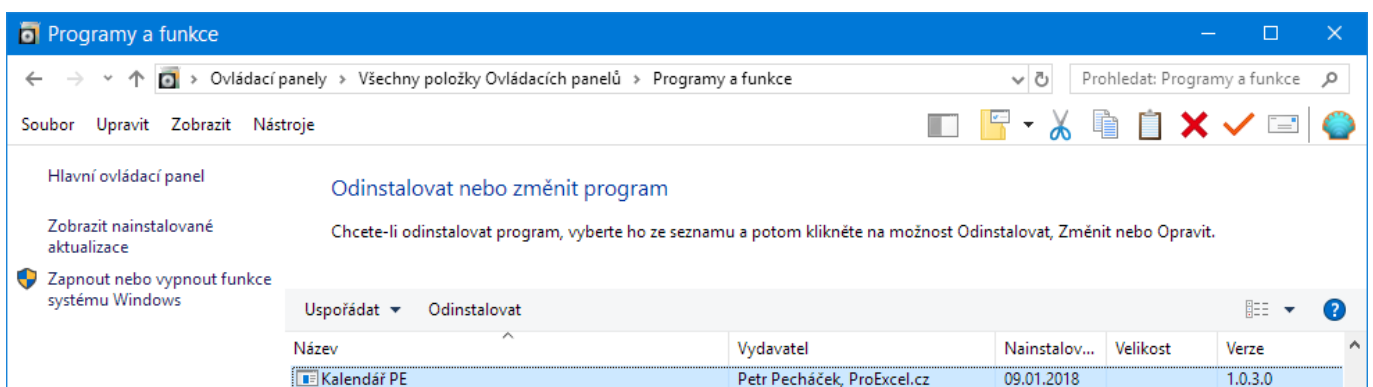 Programy a funkce
Ovládací panely › Všechny položky Ovládacích panelů › Programy a funkce
Prohledat: Programy a funkce
Soubor Upravit Zobrazit Nástroje
Hlavní ovládací panel
Zobrazit nainstalované
aktualizace
Zapnout nebo vypnout funkce
systému Windows
Odinstalovat nebo změnit program
Chcete-li odinstalovat program, vyberte ho ze seznamu a potom klikněte na možnost Odinstalovat, Změnit nebo Opravit.
Uspořádat Odinstalovat
Název Vydavatel Nainstalov... Velikost Verze
Kalendář PE Petr Pecháček, ProExcel.cz 09.01.2018 1.0.3.0